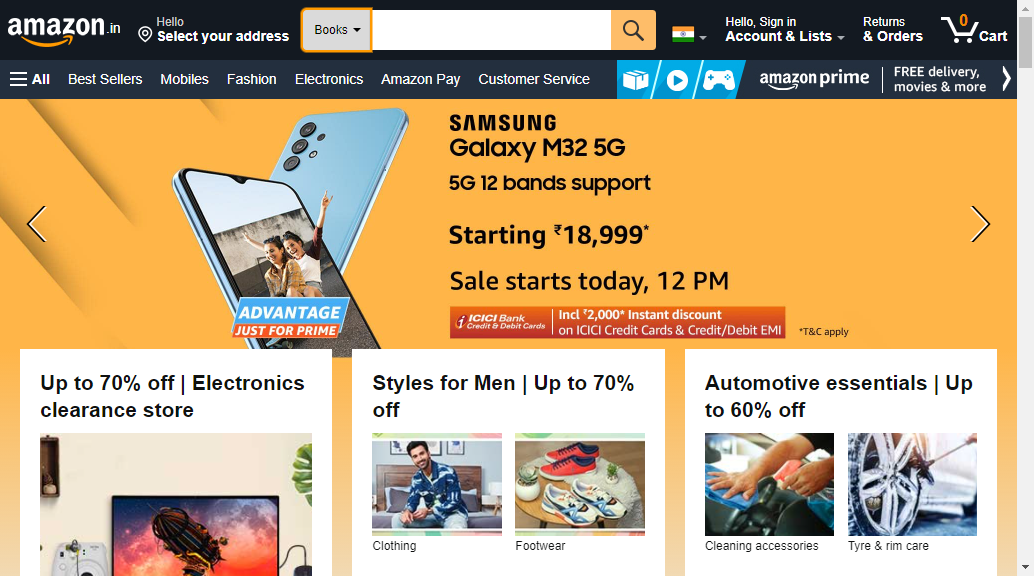 amazon.in
Hello
Select your address
Books
Hello, Sign in
Account & Lists
Returns
& Orders
0
Cart
All
Best Sellers
Mobiles
Fashion
Electronics
Amazon Pay
Customer Service
amazon prime
FREE delivery,
movies & more
SAMSUNG
Galaxy M32 5G
5G 12 bands support
Starting ₹18,999*
Sale starts today, 12 PM
ICICI Bank
Credit & Debit Cards
Incl ₹2,000* Instant discount
on ICICI Credit Cards & Credit/Debit EMI
*T&C apply
ADVANTAGE
JUST FOR PRIME
Up to 70% off | Electronics
clearance store
Styles for Men | Up to 70%
off
Clothing
Footwear
Automotive essentials | Up
to 60% off
Cleaning accessories
Tyre & rim care